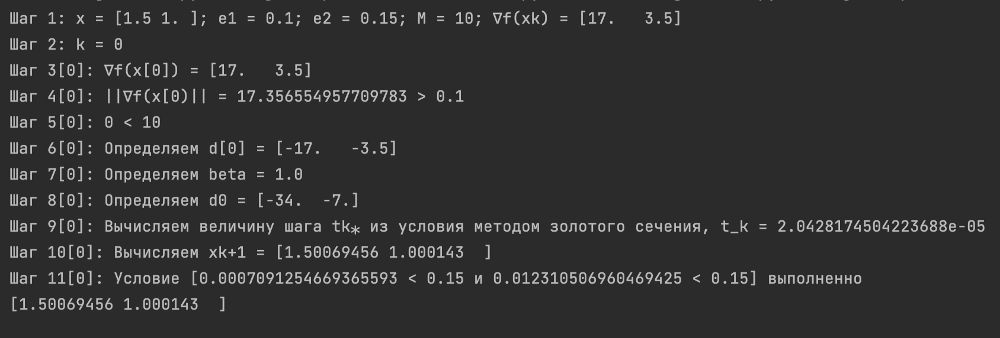 Шаг 1: x = [1.5 1. ]; e1 = 0.1; e2 = 0.15; M = 10; ∇f(xk) = [17.   3.5]
Шаг 2: k = 0
Шаг 3[0]: ∇f(x[0]) = [17.   3.5]
Шаг 4[0]: ||∇f(x[0)|| = 17.356554957709783 > 0.1
Шаг 5[0]: 0 < 10
Шаг 6[0]: Определяем d[0] = [-17.   -3.5]
Шаг 7[0]: Определяем beta = 1.0
Шаг 8[0]: Определяем d0 = [-34.  -7.]
Шаг 9[0]: Вычисляем величину шага tk⁎ из условия методом золотого сечения, t_k = 2.0428174504223688e-05
Шаг 10[0]: Вычисляем xk+1 = [1.50069456 1.000143  ]
Шаг 11[0]: Условие [0.0007091254669365593 < 0.15 и 0.012310506960469425 < 0.15] выполненно
[1.50069456 1.000143  ]